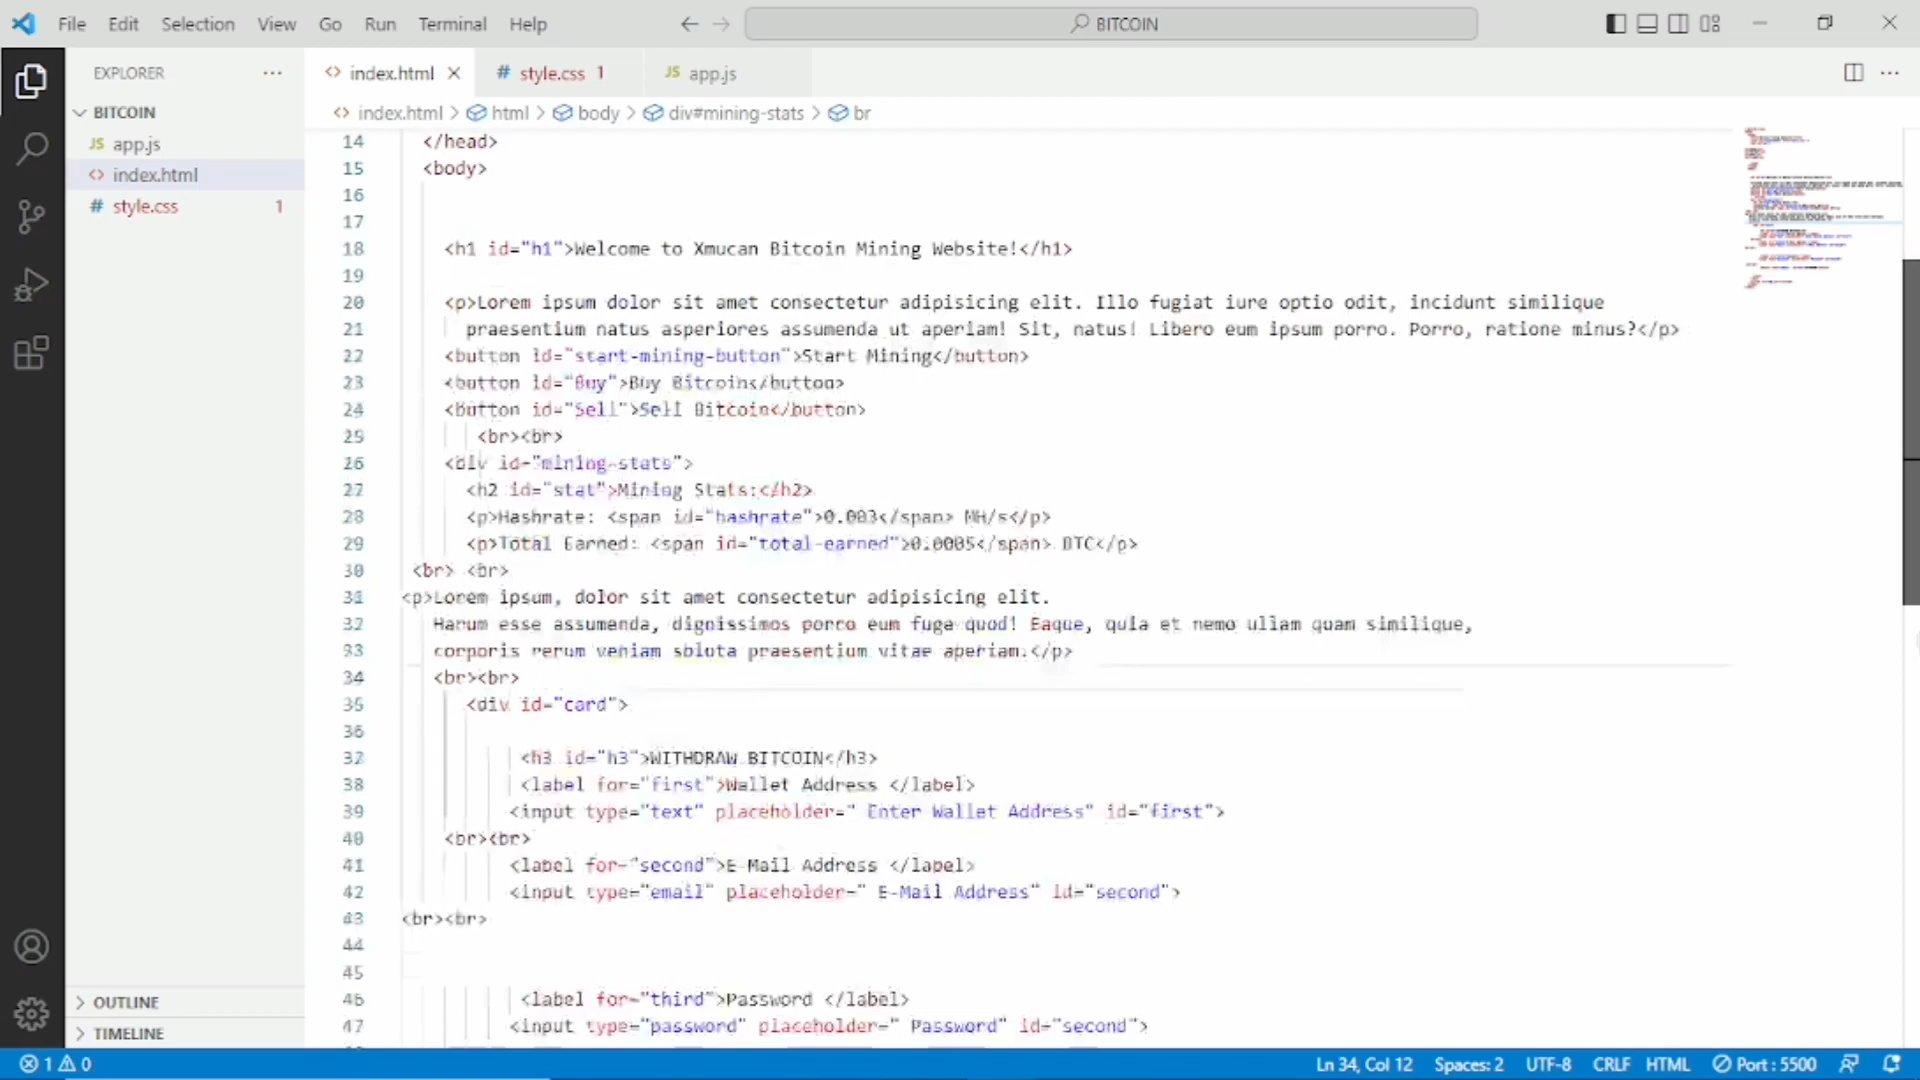 File Edit Selection View Go Run Terminal Help
BITCOIN
EXPLORER
BITCOIN
JS app.js
<> index.html
# style.css 1
OUTLINE
TIMELINE
<> index.html
# style.css 1
JS app.js
<> index.html > html > body > div#mining-stats > br
14 </head>
15 <body>
16
17
18 <h1 id="h1">Welcome to Xmucan Bitcoin Mining Website!</h1>
19
20 <p>Lorem ipsum dolor sit amet consectetur adipisicing elit. Illo fugiat iure optio odit, incidunt similique
21 praesentium natus asperiores assumenda ut aperiam! Sit, natus! Libero eum ipsum porro. Porro, ratione minus?</p>
22 <button id="start-mining-button">Start Mining</button>
23 <button id="Buy">Buy Bitcoin</button>
24 <button id="Sell">Sell Bitcoin</button>
25 <br><br>
26 <div id="mining-stats">
27 <h2 id="stat">Mining Stats:</h2>
28 <p>Hashrate: <span id="hashrate">0.003</span> MH/s</p>
29 <p>Total Earned: <span id="total-earned">0.0005</span> BTC</p>
30 <br> <br>
31 <p>Lorem ipsum, dolor sit amet consectetur adipisicing elit.
32 Harum esse assumenda, dignissimos porro eum fuga quod! Eaque, quia et nemo ullam quam similique,
33 corporis rerum veniam soluta praesentium vitae aperiam.</p>
34 <br><br>
35 <div id="card">
36
37 <h3 id="h3">WITHDRAW BITCOIN</h3>
38 <label for="first">Wallet Address </label>
39 <input type="text" placeholder=" Enter Wallet Address" id="first">
40 <br><br>
41 <label for="second">E-Mail Address </label>
42 <input type="email" placeholder=" E-Mail Address" id="second">
43 <br><br>
44
45
46 <label for="third">Password </label>
47 <input type="password" placeholder=" Password" id="second">
1 0
Ln 34, Col 12 Spaces: 2 UTF-8 CRLF HTML Port : 5500